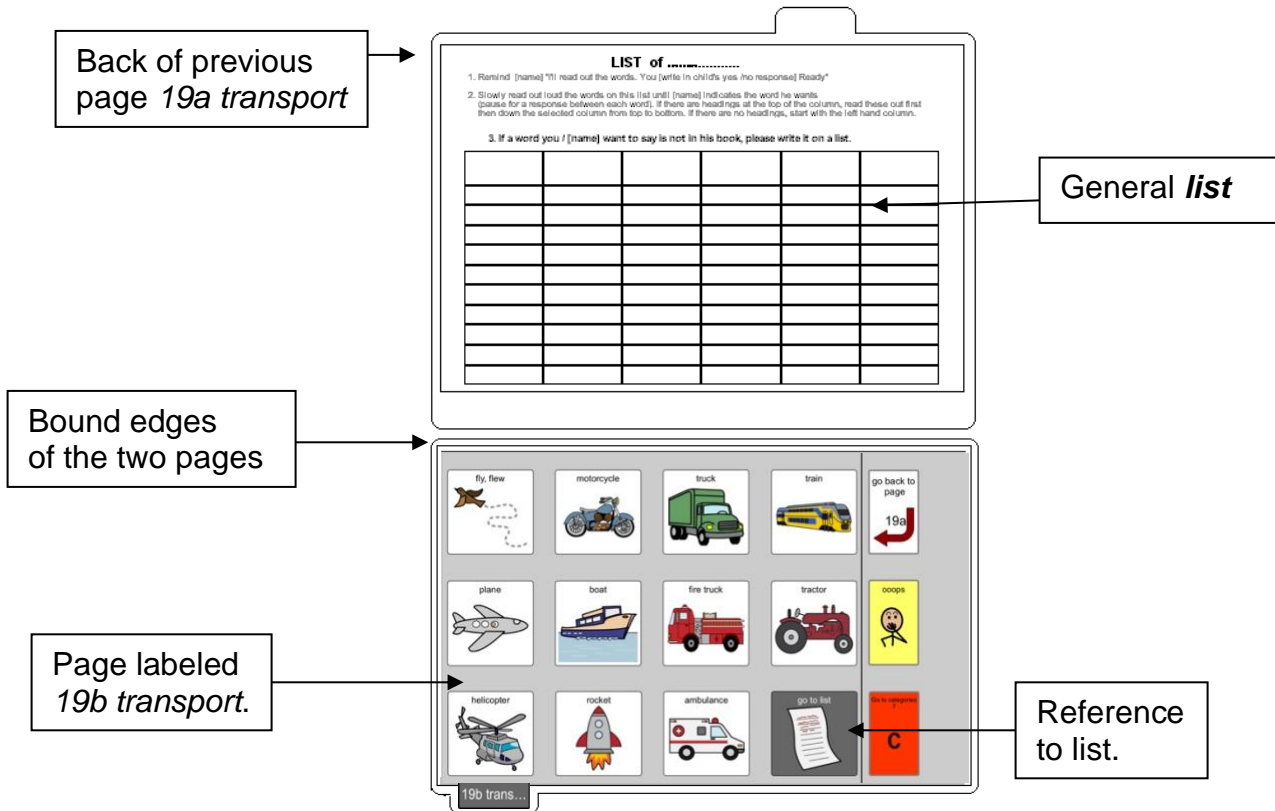 Back of previous
page 19a transport
LIST of ....................
1. Remind [name] "I'll read out the words. You [write in child's yes /no response] Ready"
2. Slowly read out loud the words on this list until [name] indicates the word he wants
(pause for a response between each word). If there are headings at the top of the column, read these out first
then down the selected column from top to bottom. If there are no headings, start with the left hand column.
3. If a word you / [name] want to say is not in his book, please write it on a list.
General list
Bound edges
of the two pages
fly, flew
motorcycle
truck
train
go back to
page
19a
plane
boat
fire truck
tractor
ooops
Page labeled
19b transport.
helicopter
rocket
ambulance
go to list
Go to categories
1
C
Reference
to list.
19b trans...